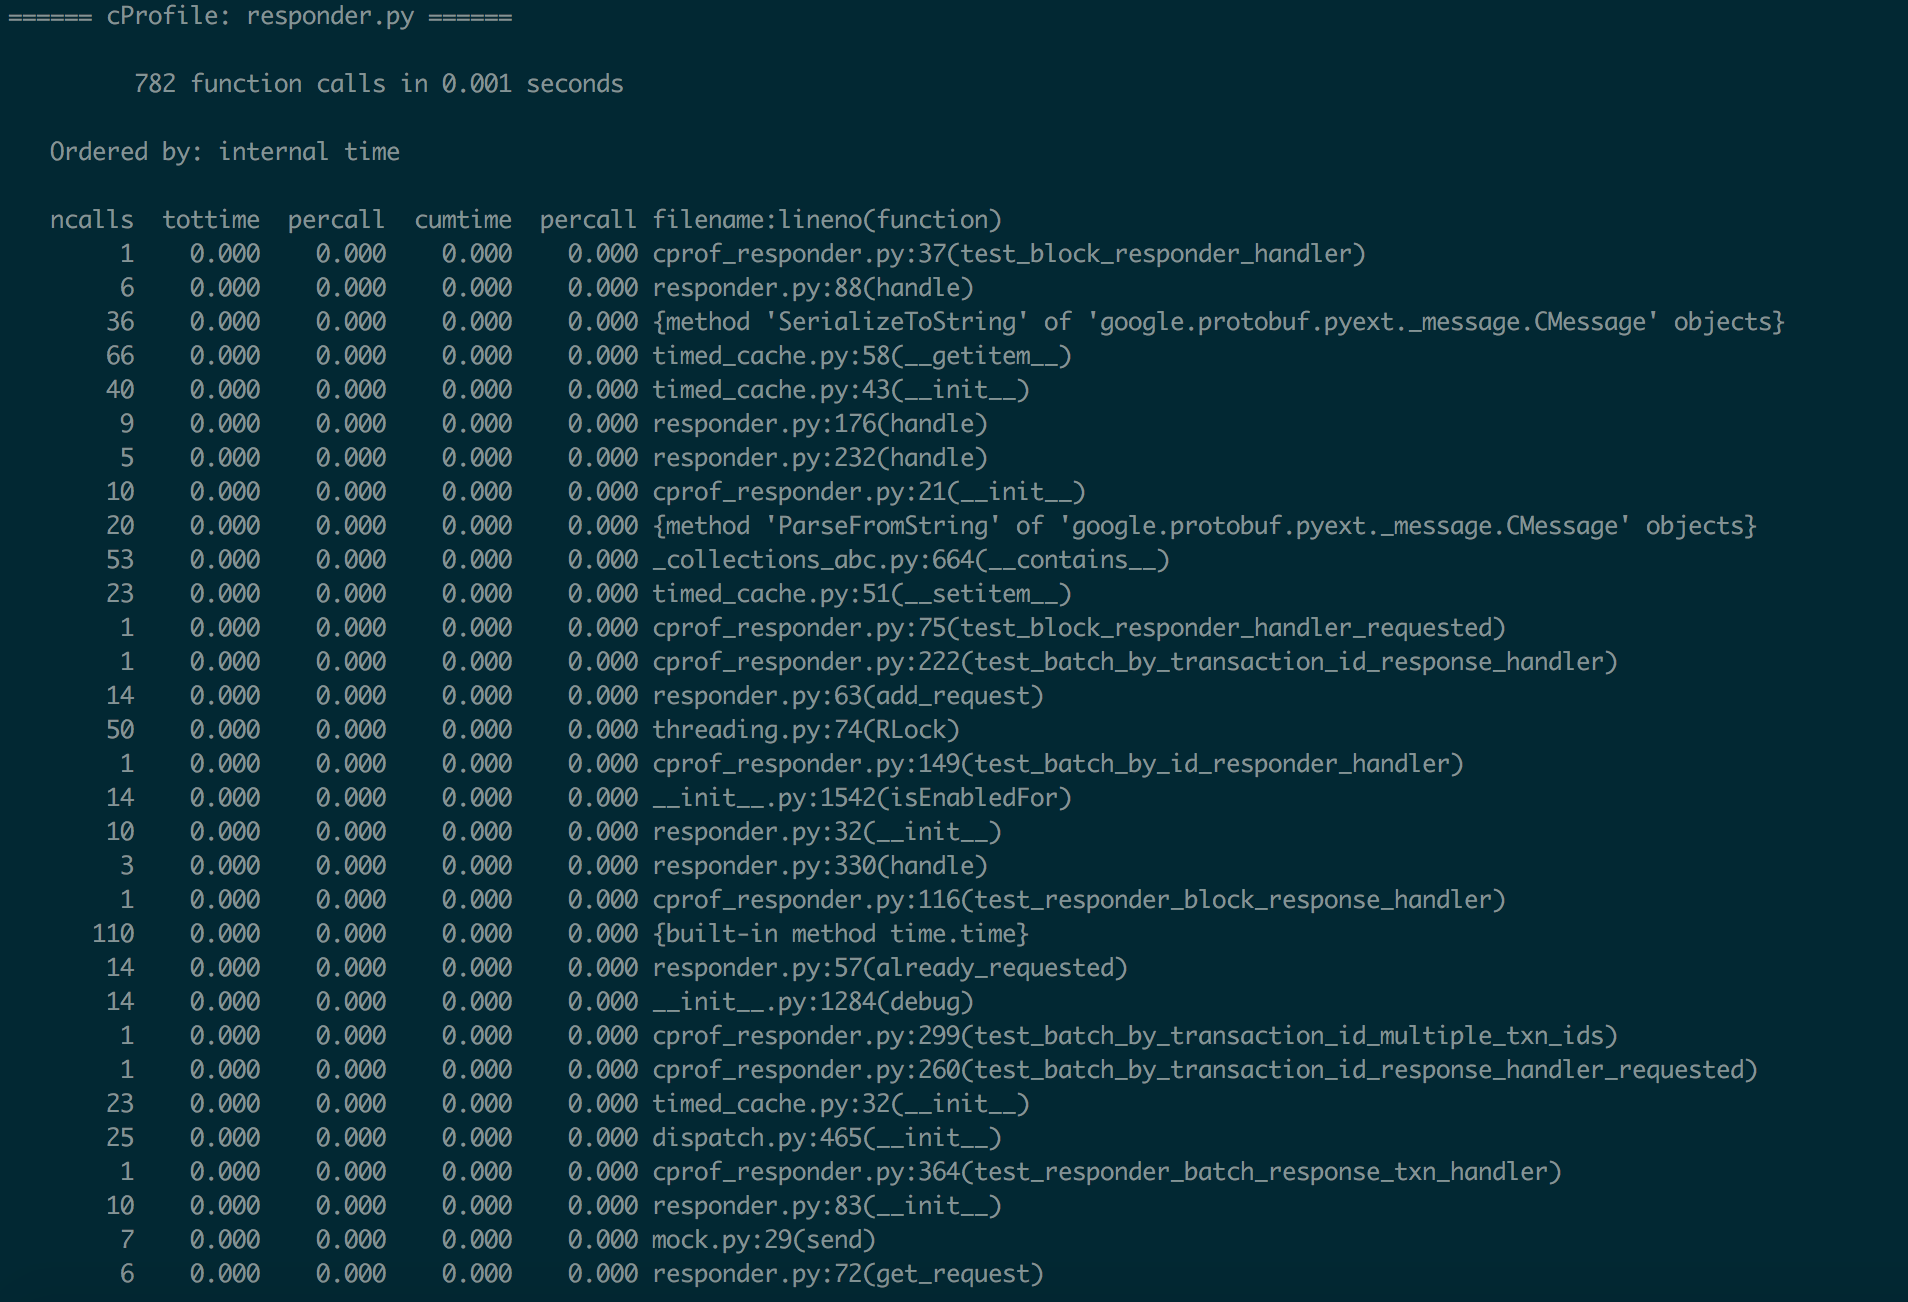 ====== cProfile: responder.py ======
782 function calls in 0.001 seconds
Ordered by: internal time
ncalls  tottime  percall  cumtime  percall filename:lineno(function)
1    0.000    0.000    0.000    0.000 cprof_responder.py:37(test_block_responder_handler)
6    0.000    0.000    0.000    0.000 responder.py:88(handle)
36    0.000    0.000    0.000    0.000 {method 'SerializeToString' of 'google.protobuf.pyext._message.CMessage' objects}
66    0.000    0.000    0.000    0.000 timed_cache.py:58(__getitem__)
40    0.000    0.000    0.000    0.000 timed_cache.py:43(__init__)
9    0.000    0.000    0.000    0.000 responder.py:176(handle)
5    0.000    0.000    0.000    0.000 responder.py:232(handle)
10    0.000    0.000    0.000    0.000 cprof_responder.py:21(__init__)
20    0.000    0.000    0.000    0.000 {method 'ParseFromString' of 'google.protobuf.pyext._message.CMessage' objects}
53    0.000    0.000    0.000    0.000 _collections_abc.py:664(__contains__)
23    0.000    0.000    0.000    0.000 timed_cache.py:51(__setitem__)
1    0.000    0.000    0.000    0.000 cprof_responder.py:75(test_block_responder_handler_requested)
1    0.000    0.000    0.000    0.000 cprof_responder.py:222(test_batch_by_transaction_id_response_handler)
14    0.000    0.000    0.000    0.000 responder.py:63(add_request)
50    0.000    0.000    0.000    0.000 threading.py:74(RLock)
1    0.000    0.000    0.000    0.000 cprof_responder.py:149(test_batch_by_id_responder_handler)
14    0.000    0.000    0.000    0.000 __init__.py:1542(isEnabledFor)
10    0.000    0.000    0.000    0.000 responder.py:32(__init__)
3    0.000    0.000    0.000    0.000 responder.py:330(handle)
1    0.000    0.000    0.000    0.000 cprof_responder.py:116(test_responder_block_response_handler)
110    0.000    0.000    0.000    0.000 {built-in method time.time}
14    0.000    0.000    0.000    0.000 responder.py:57(already_requested)
14    0.000    0.000    0.000    0.000 __init__.py:1284(debug)
1    0.000    0.000    0.000    0.000 cprof_responder.py:299(test_batch_by_transaction_id_multiple_txn_ids)
1    0.000    0.000    0.000    0.000 cprof_responder.py:260(test_batch_by_transaction_id_response_handler_requested)
23    0.000    0.000    0.000    0.000 timed_cache.py:32(__init__)
25    0.000    0.000    0.000    0.000 dispatch.py:465(__init__)
1    0.000    0.000    0.000    0.000 cprof_responder.py:364(test_responder_batch_response_txn_handler)
10    0.000    0.000    0.000    0.000 responder.py:83(__init__)
7    0.000    0.000    0.000    0.000 mock.py:29(send)
6    0.000    0.000    0.000    0.000 responder.py:72(get_request)